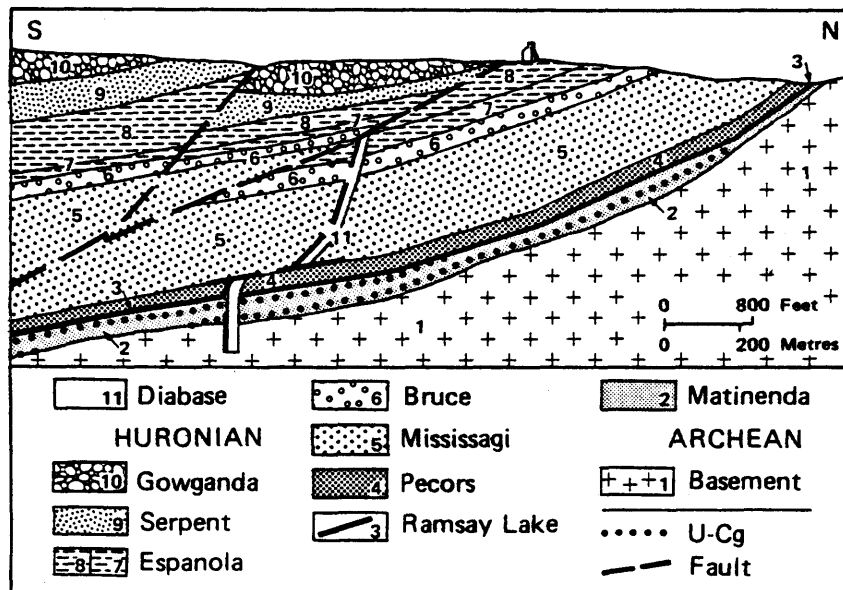 S N
3
10
10
8
9
9
8
8
7
7
7
6
6
6
6
5
5
5
4
1
11
2
4
3
0 800 Feet
1
2
0 200 Metres
11 Diabase
6 Bruce
2 Matinenda
HURONIAN
5 Mississagi
ARCHEAN
10 Gowganda
4 Pecors
1 Basement
9 Serpent
3 Ramsay Lake
U-Cg
8 7 Espanola
Fault